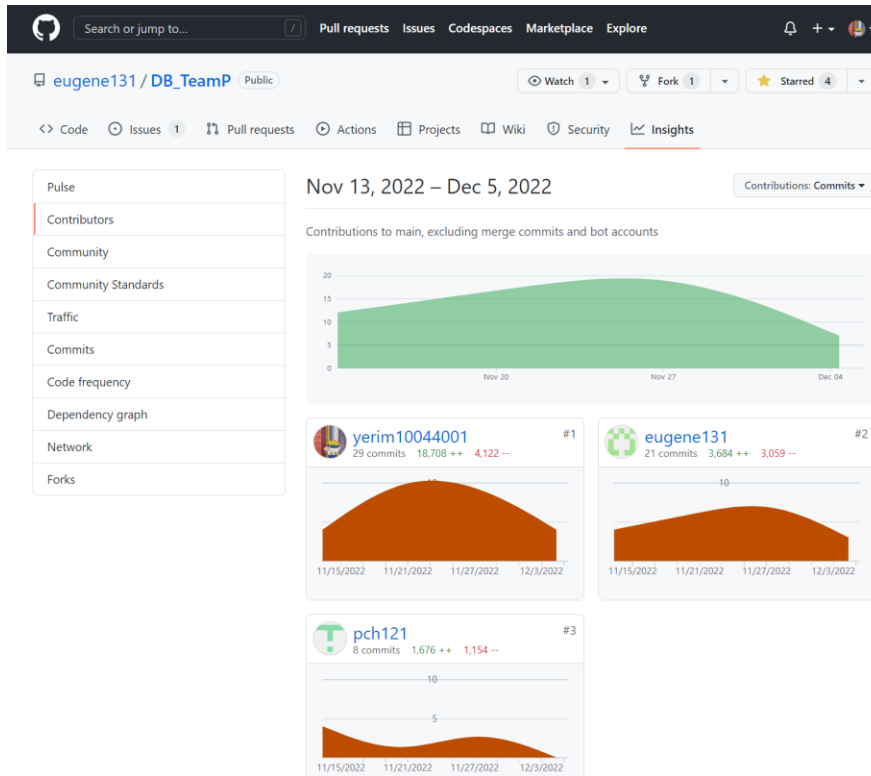 Search or jump to... / Pull requests Issues Codespaces Marketplace Explore
eugene131 / DB_TeamP Public Watch 1 Fork 1 Starred 4
Code Issues 1 Pull requests Actions Projects Wiki Security Insights
Pulse
Contributors
Community
Community Standards
Traffic
Commits
Code frequency
Dependency graph
Network
Forks
Nov 13, 2022 – Dec 5, 2022 Contributions: Commits
Contributions to main, excluding merge commits and bot accounts
20
15
10
5
0
Nov 20 Nov 27 Dec 04
yerim10044001 #1
29 commits 18,708 ++ 4,122 --
10
11/15/2022 11/21/2022 11/27/2022 12/3/2022
eugene131 #2
21 commits 3,684 ++ 3,059 --
10
11/15/2022 11/21/2022 11/27/2022 12/3/2022
pch121 #3
8 commits 1,676 ++ 1,154 --
10
5
11/15/2022 11/21/2022 11/27/2022 12/3/2022